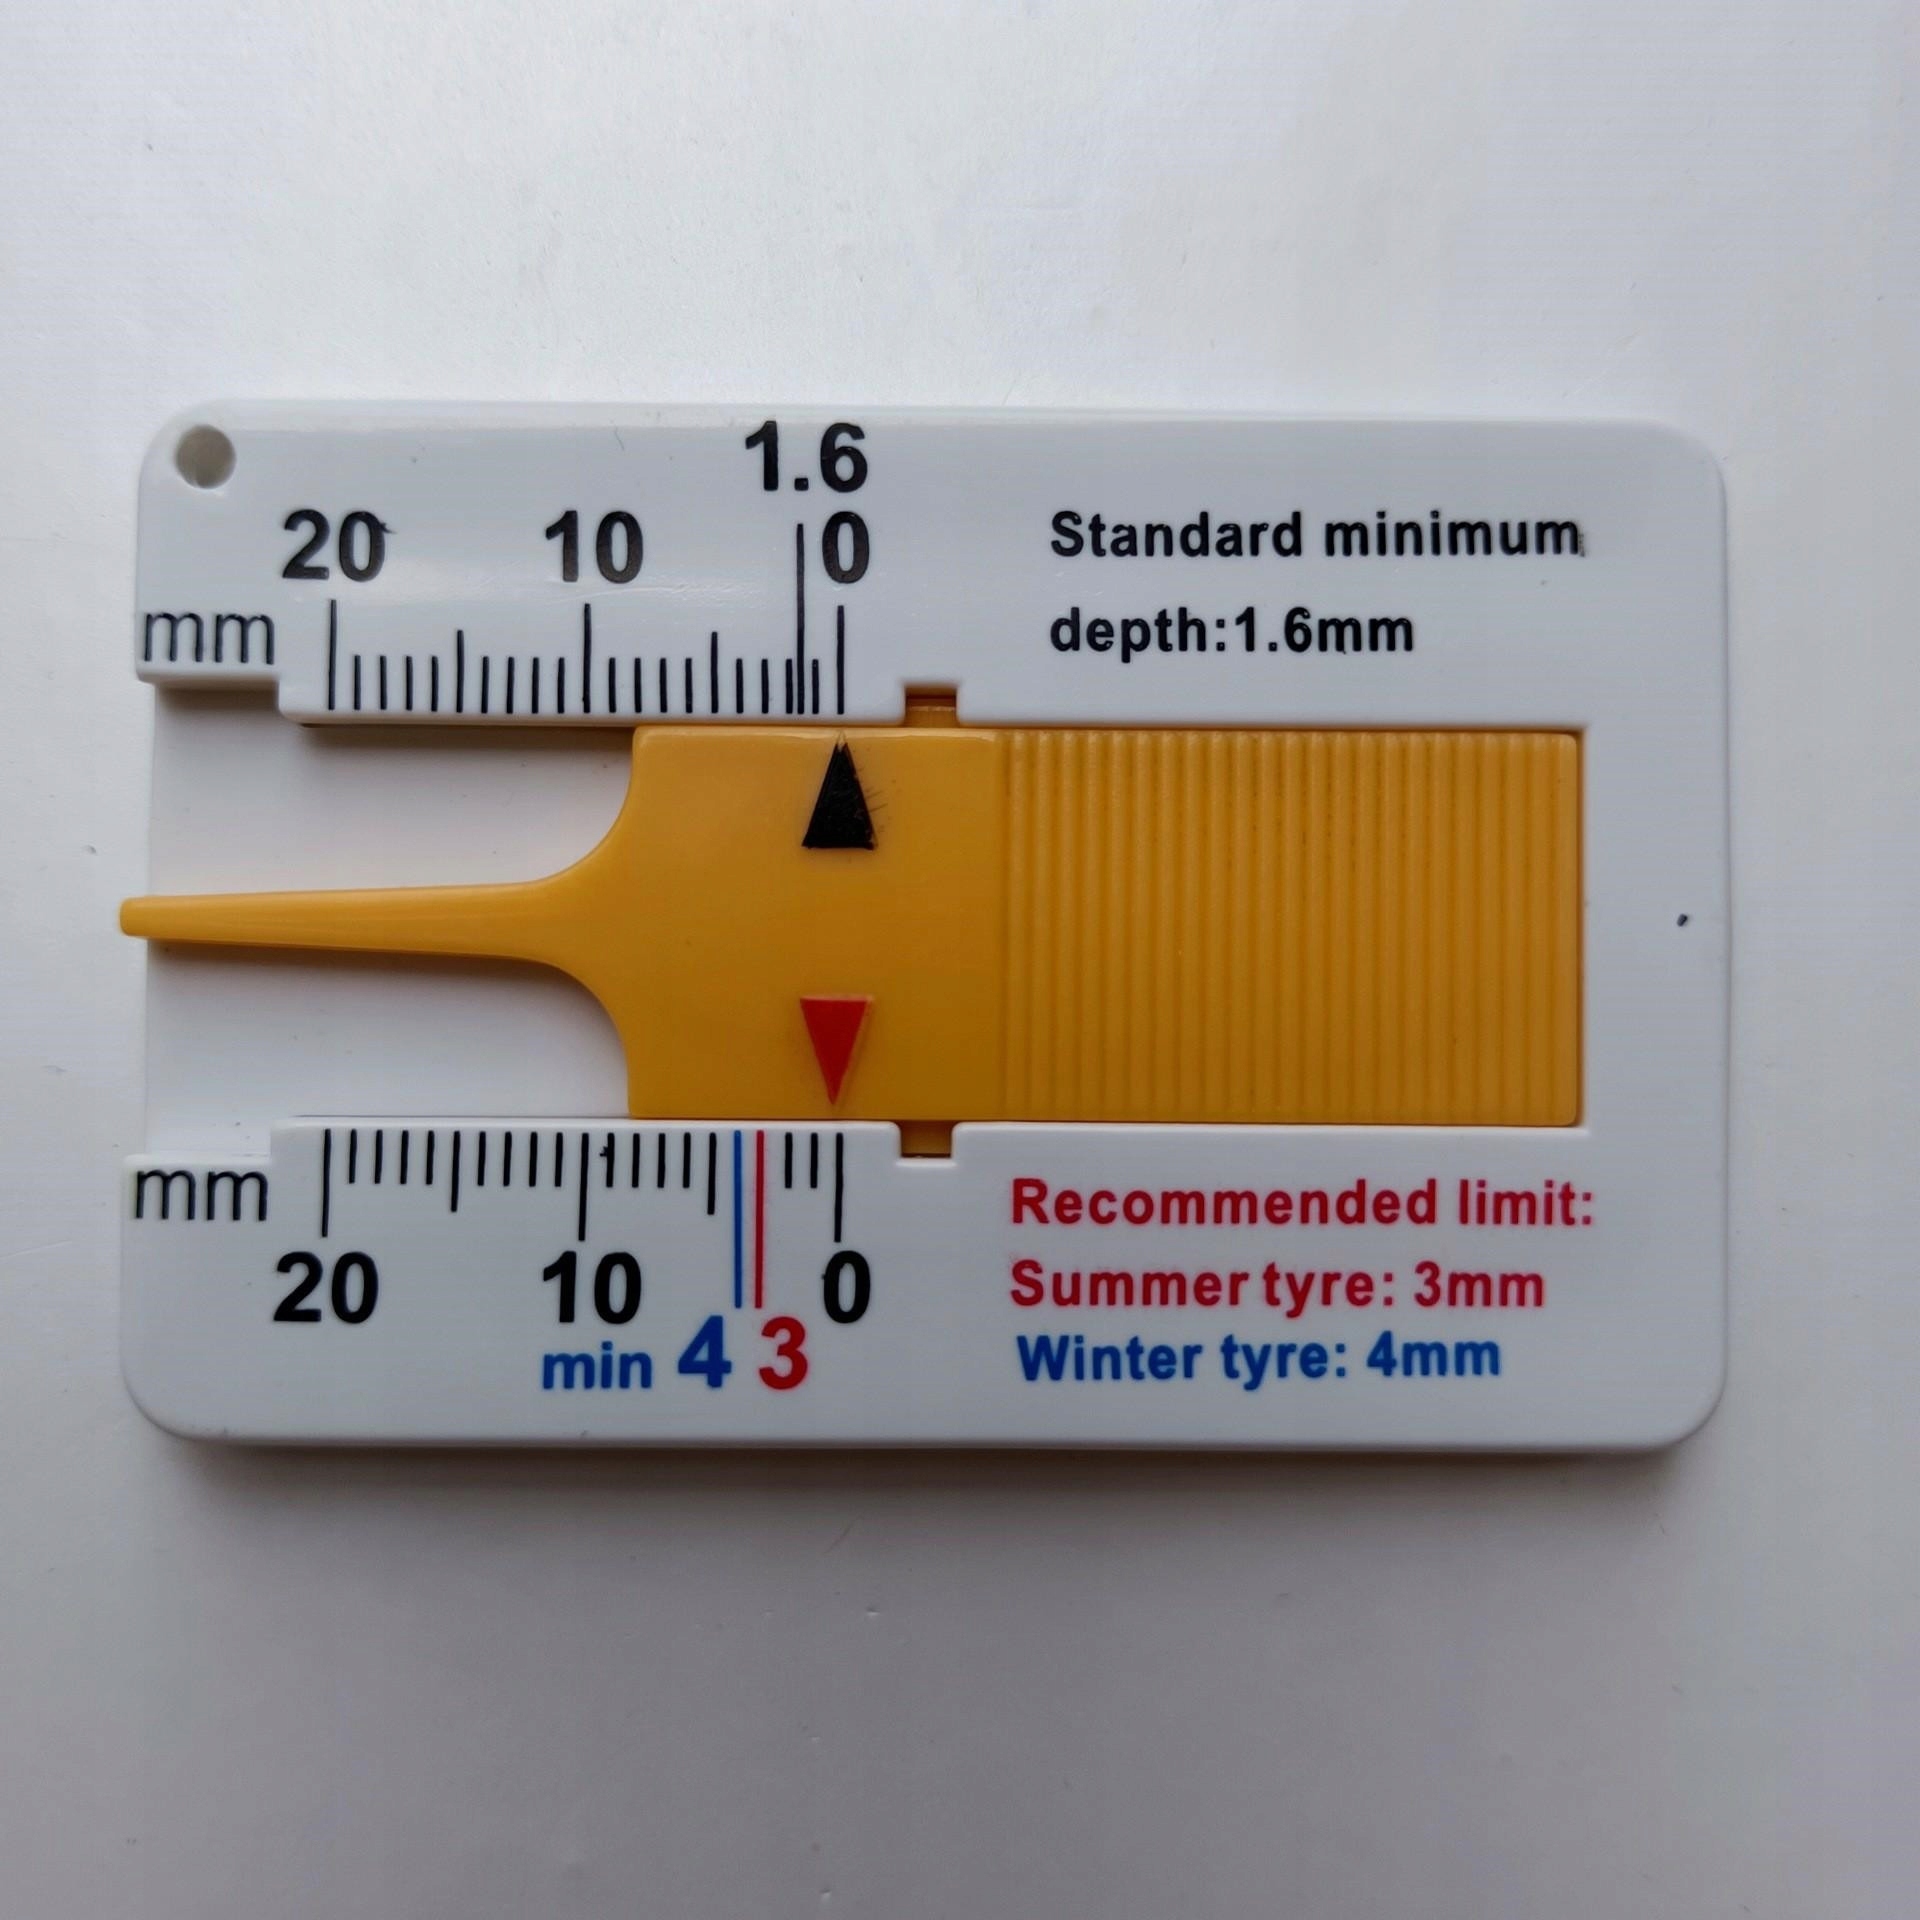 1.6
20 10 0
mm
Standard minimum
depth:1.6mm
mm
20 10 0
min 4 3
Recommended limit:
Summer tyre: 3mm
Winter tyre: 4mm